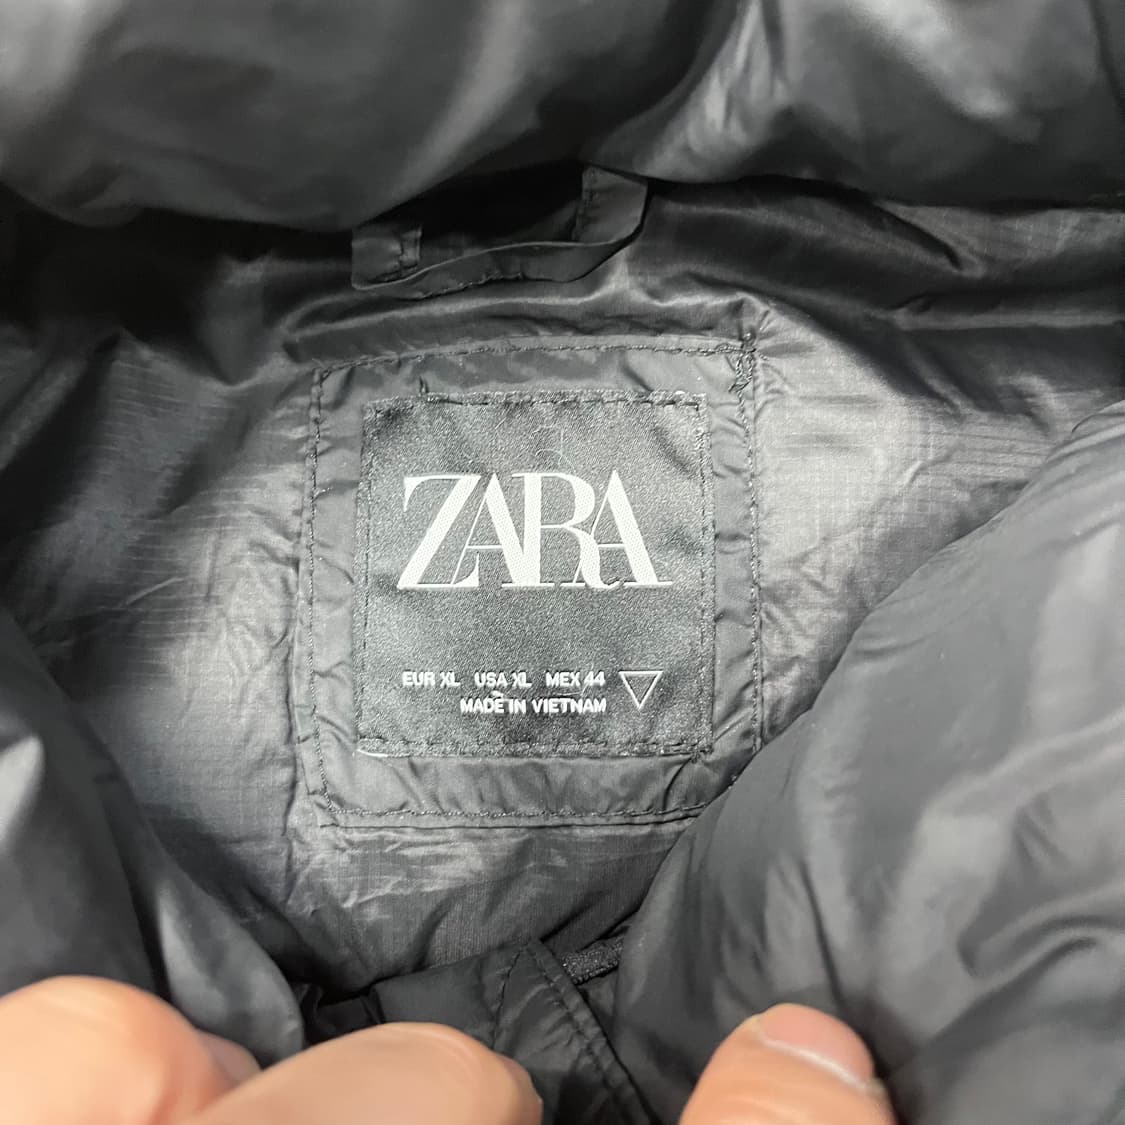 ZARA
EUR XL USA XL MEX 44
MADE IN VIETNAM